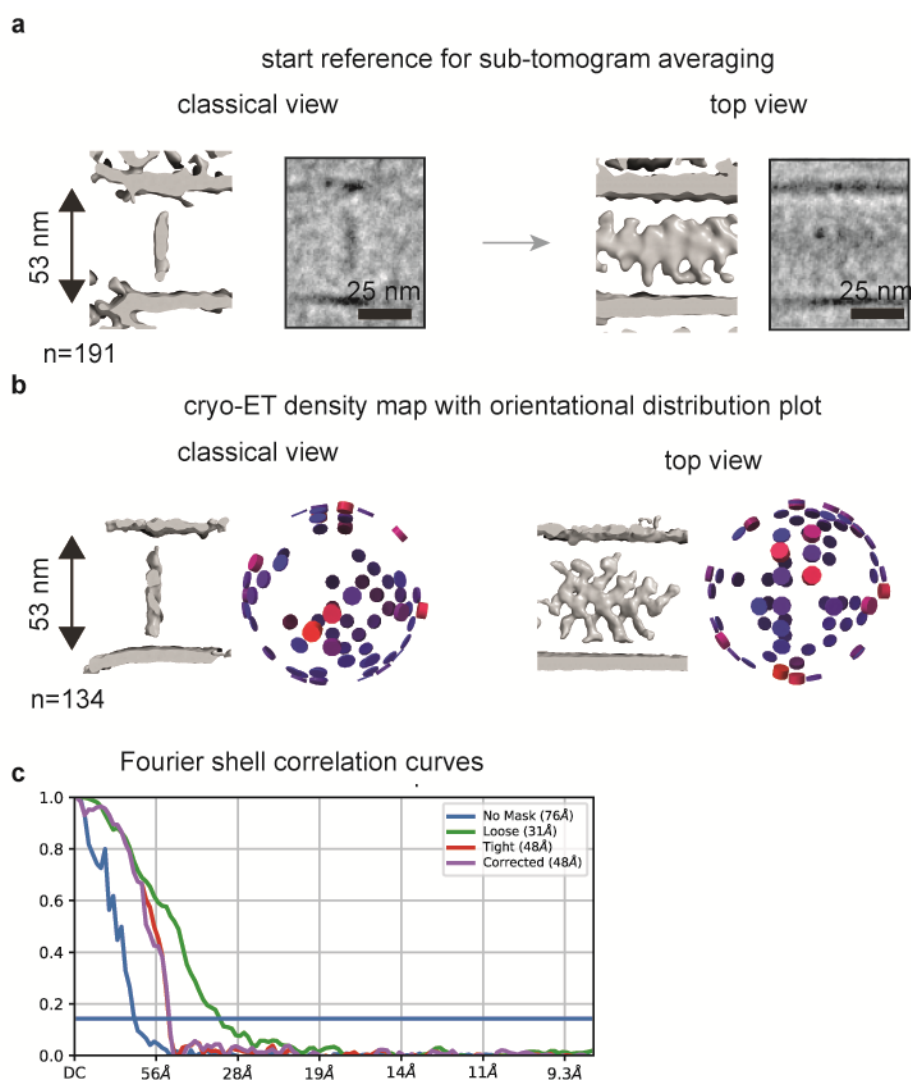 a
start reference for sub-tomogram averaging
classical view
top view
53 nm
25 nm
25 nm
n=191
b
cryo-ET density map with orientational distribution plot
classical view
top view
53 nm
n=134
c
Fourier shell correlation curves
1.0
0.8
0.6
0.4
0.2
0.0
No Mask (76Å)
Loose (31Å)
Tight (48Å)
Corrected (48Å)
DC 56Å 28Å 19Å 14Å 11Å 9.3Å